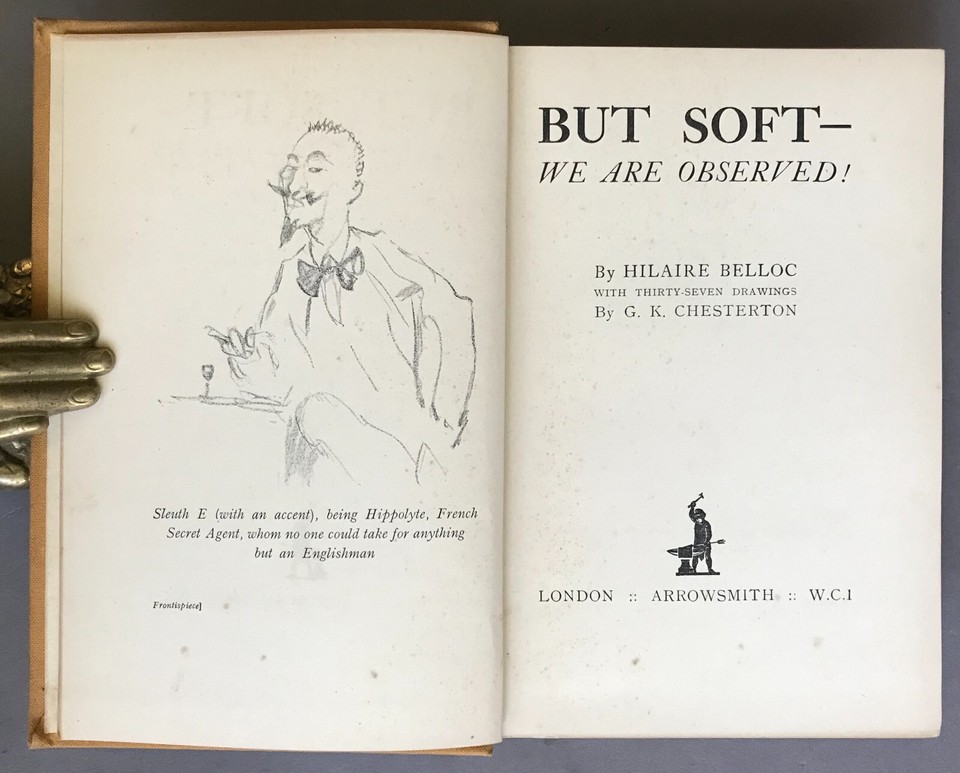 Sleuth E (with an accent), being Hippolyte, French
Secret Agent, whom no one could take for anything
but an Englishman
Frontispiece]
BUT SOFT—
WE ARE OBSERVED!
By HILAIRE BELLOC
WITH THIRTY-SEVEN DRAWINGS
By G. K. CHESTERTON
LONDON :: ARROWSMITH :: W.C.1